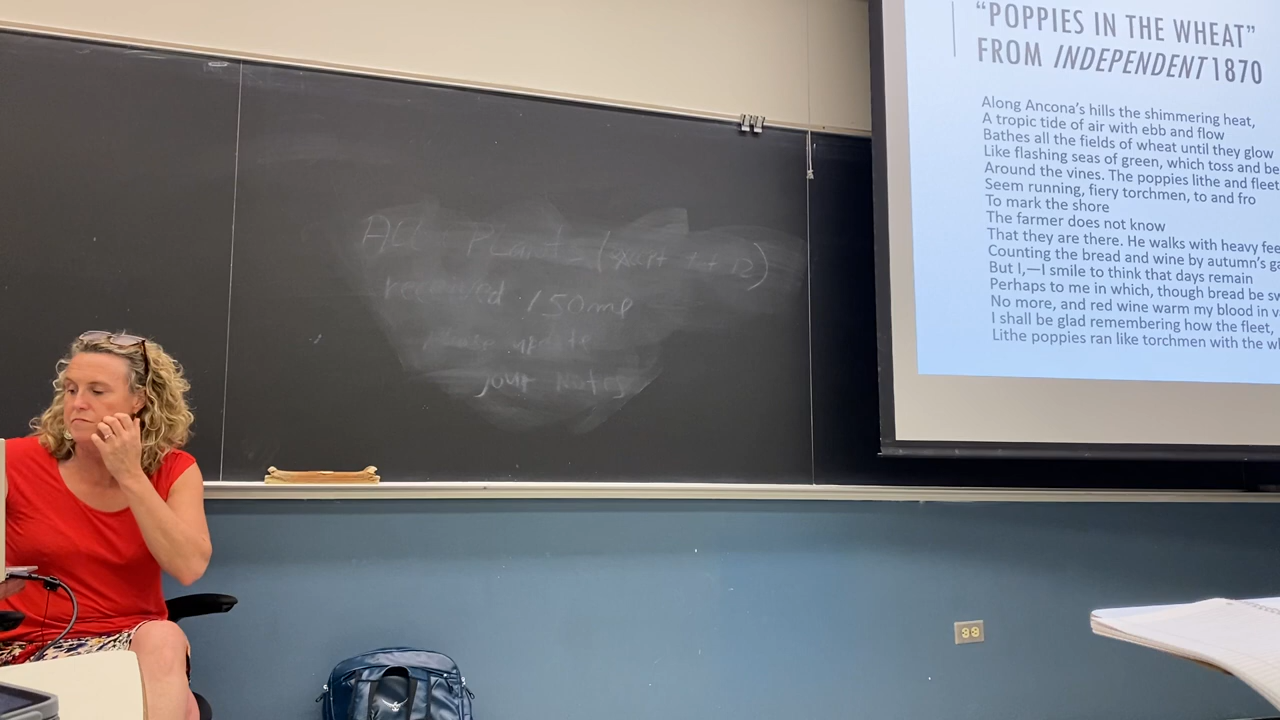 All Plants (
received 150ml
Please update
your Notes
"POPPIES IN THE WHEAT"
FROM INDEPENDENT 1870
Along Ancona's hills the shimmering heat,
A tropic tide of air with ebb and flow
Bathes all the fields of wheat until they glow
Like flashing seas of green, which toss and be
Around the vines. The poppies lithe and fleet
Seem running, fiery torchmen, to and fro
To mark the shore
The farmer does not know
That they are there. He walks with heavy fee
Counting the bread and wine by autumn's ga
But I,—I smile to think that days remain
Perhaps to me in which, though bread be sw
No more, and red wine warm my blood in v
I shall be glad remembering how the fleet,
Lithe poppies ran like torchmen with the wh